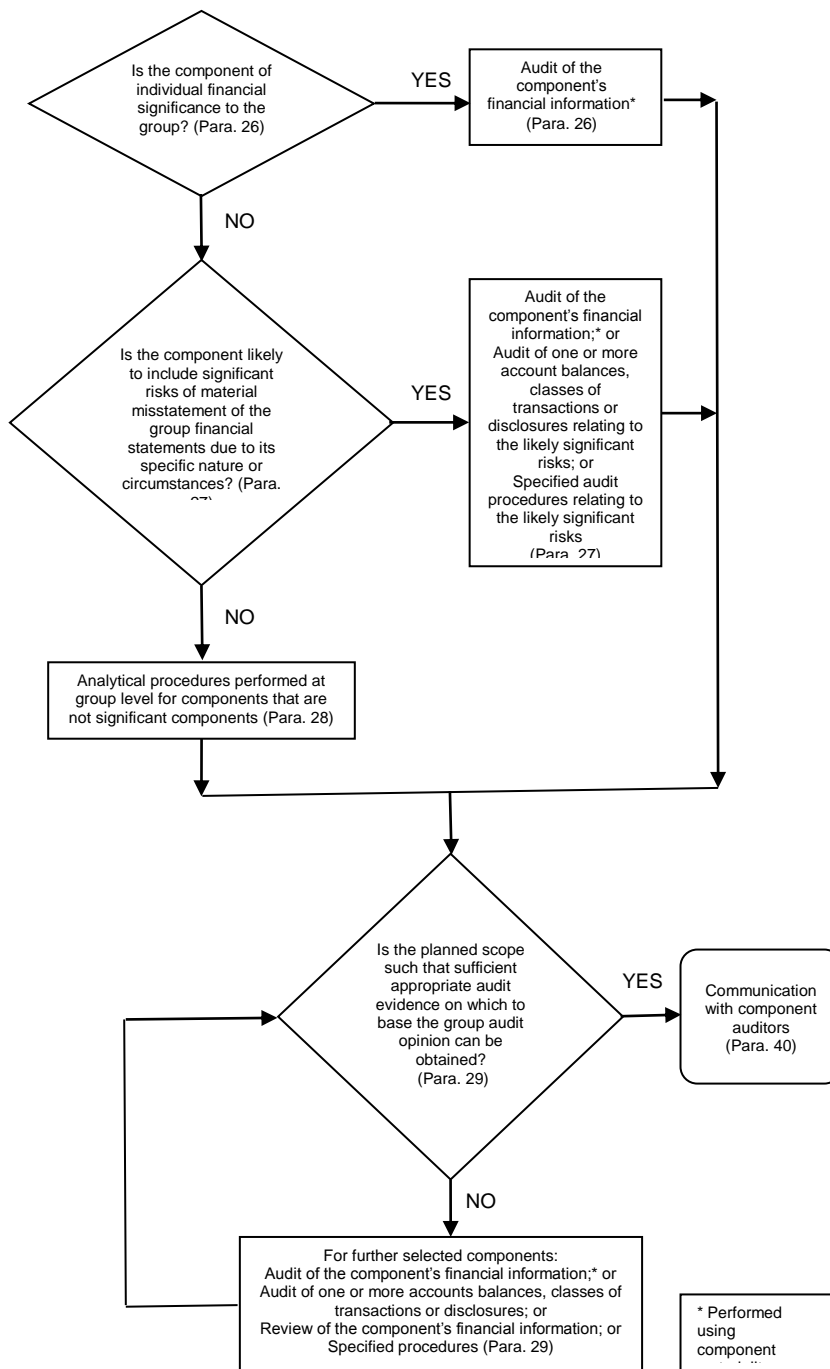 Is the component of
individual financial
significance to the
group? (Para. 26)
YES
Audit of the
component's
financial information*
(Para. 26)
NO
Is the component likely
to include significant
risks of material
misstatement of the
group financial
statements due to its
specific nature or
circumstances? (Para.
YES
Audit of the
component's financial
information;* or
Audit of one or more
account balances,
classes of
transactions or
disclosures relating to
the likely significant
risks; or
Specified audit
procedures relating to
the likely significant
risks
(Para. 27)
NO
Analytical procedures performed at
group level for components that are
not significant components (Para. 28)
Is the planned scope
such that sufficient
appropriate audit
evidence on which to
base the group audit
opinion can be
obtained?
(Para. 29)
YES
Communication
with component
auditors
(Para. 40)
NO
For further selected components:
Audit of the component's financial information;* or
Audit of one or more accounts balances, classes of
transactions or disclosures; or
Review of the component's financial information; or
Specified procedures (Para. 29)
* Performed
using
component